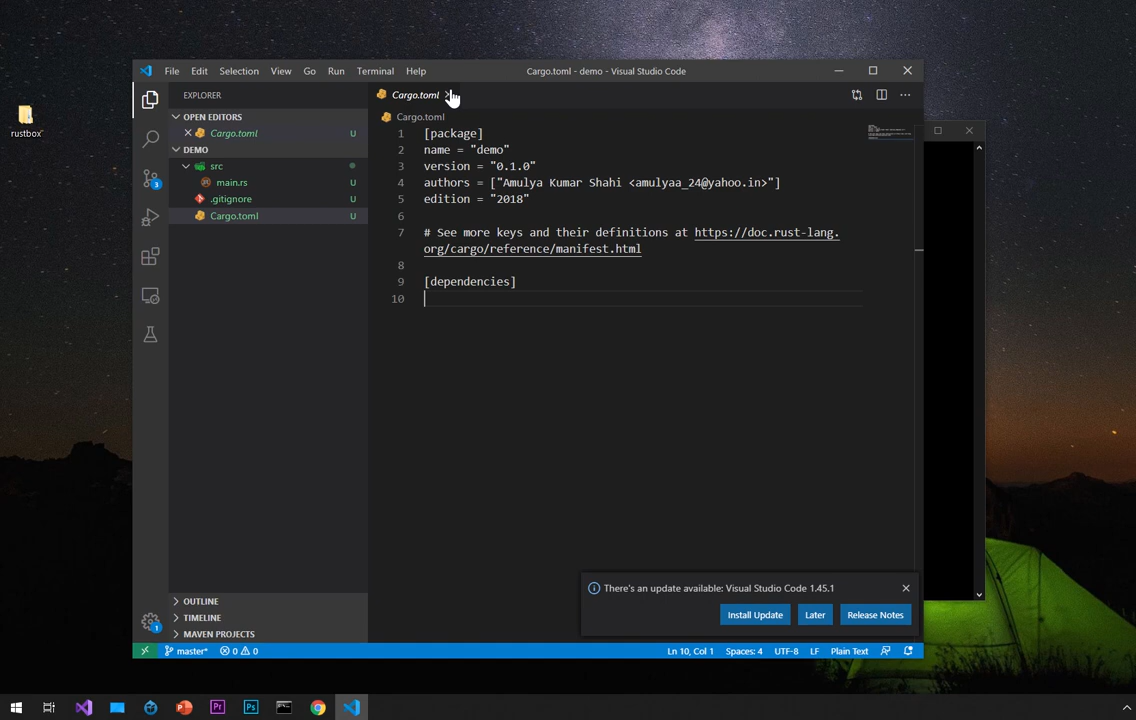 File Edit Selection View Go Run Terminal Help Cargo.toml - demo - Visual Studio Code
EXPLORER
Cargo.toml
rustbox
OPEN EDITORS
Cargo.toml U
DEMO
src
main.rs U
.gitignore U
Cargo.toml U
Cargo.toml
1 [package]
2 name = "demo"
3 version = "0.1.0"
4 authors = ["Amulya Kumar Shahi <amulyaa_24@yahoo.in>"]
5 edition = "2018"
6
7 # See more keys and their definitions at https://doc.rust-lang.
org/cargo/reference/manifest.html
8
9 [dependencies]
10
3
There's an update available: Visual Studio Code 1.45.1
Install Update Later Release Notes
OUTLINE
TIMELINE
MAVEN PROJECTS
1
master* 0 0 Ln 10, Col 1 Spaces: 4 UTF-8 LF Plain Text
P Pr Ps